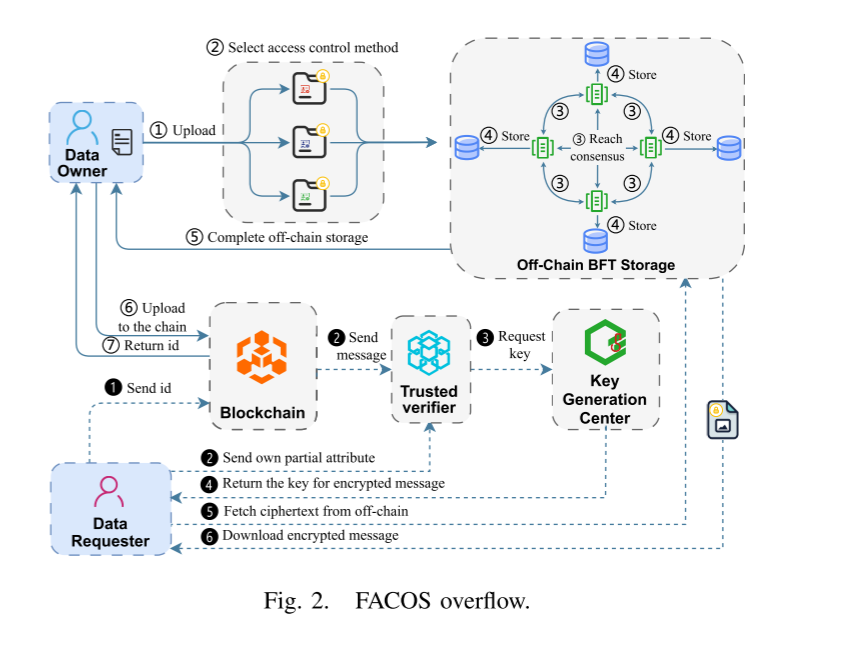 ② Select access control method
① Upload
Data
Owner
④ Store
③
③
④ Store
③ Reach
consensus
④ Store
③
③
④ Store
Off-Chain BFT Storage
⑤ Complete off-chain storage
⑥ Upload
to the chain
⑦ Return id
❶ Send id
Blockchain
❷ Send
message
Trusted
verifier
❸ Request
key
Key
Generation
Center
❷ Send own partial attribute
❹ Return the key for encrypted message
❺ Fetch ciphertext from off-chain
❻ Download encrypted message
Data
Requester
Fig. 2. FACOS overflow.